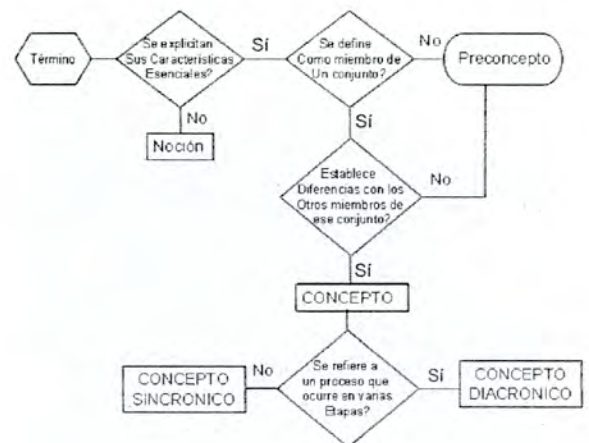 Término
Se explicitan
Sus Características
Esenciales?
Sí
Se define
Como miembro de
Un conjunto?
No
Preconcepto
No
Noción
Sí
Establece
Diferencias con los
Otros miembros de
ese conjunto?
No
Sí
CONCEPTO
Se refiere a
un proceso que
ocurre en varias
Etapas?
No
CONCEPTO
SINCRONICO
Sí
CONCEPTO
DIACRONICO